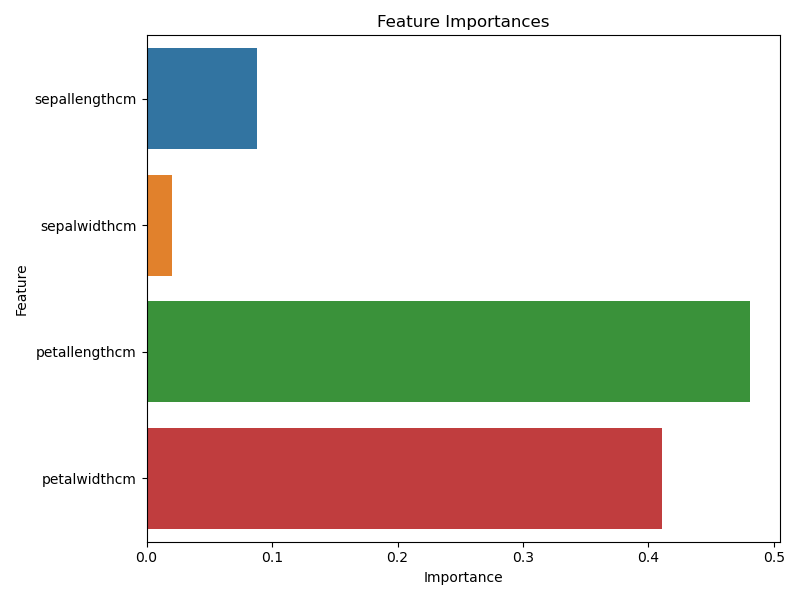 Feature Importances
Feature
sepallengthcm
sepalwidthcm
petallengthcm
petalwidthcm
0.0 0.1 0.2 0.3 0.4 0.5
Importance